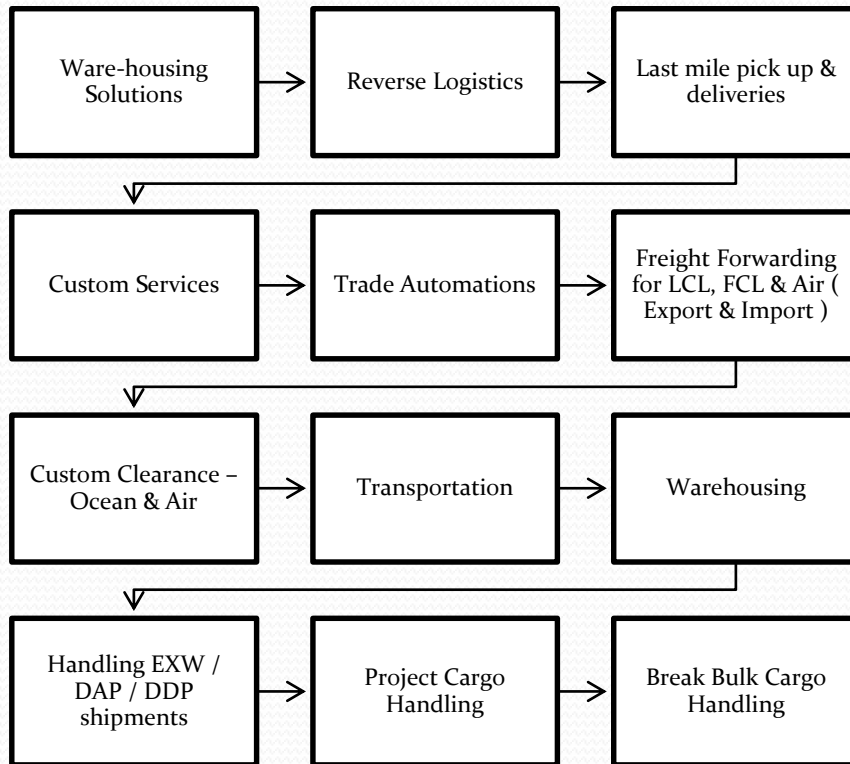 Ware-housing
Solutions
Reverse Logistics
Last mile pick up &
deliveries
Custom Services
Trade Automations
Freight Forwarding
for LCL, FCL & Air (
Export & Import )
Custom Clearance –
Ocean & Air
Transportation
Warehousing
Handling EXW /
DAP / DDP
shipments
Project Cargo
Handling
Break Bulk Cargo
Handling